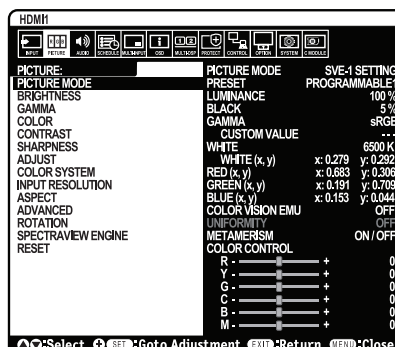 HDMI1
INPUT PICTURE AUDIO SCHEDULE MULTI-INPUT OSD MULTI-DSP PROTECT CONTROL OPTION SYSTEM C MODULE
PICTURE:
PICTURE MODE
BRIGHTNESS
GAMMA
COLOR
CONTRAST
SHARPNESS
ADJUST
COLOR SYSTEM
INPUT RESOLUTION
ASPECT
ADVANCED
ROTATION
SPECTRAVIEW ENGINE
RESET
PICTURE MODE SVE-1 SETTING
PRESET PROGRAMMABLE1
LUMINANCE 100 %
BLACK 5 %
GAMMA sRGB
CUSTOM VALUE ---
WHITE 6500 K
WHITE (x, y) x: 0.279 y: 0.292
RED (x, y) x: 0.683 y: 0.306
GREEN (x, y) x: 0.191 y: 0.709
BLUE (x, y) x: 0.153 y: 0.044
COLOR VISION EMU OFF
UNIFORMITY OFF
METAMERISM ON / OFF
COLOR CONTROL
R - + 0
Y - + 0
G - + 0
C - + 0
B - + 0
M - + 0
:Select SET:Goto Adjustment EXIT:Return MENU:Close